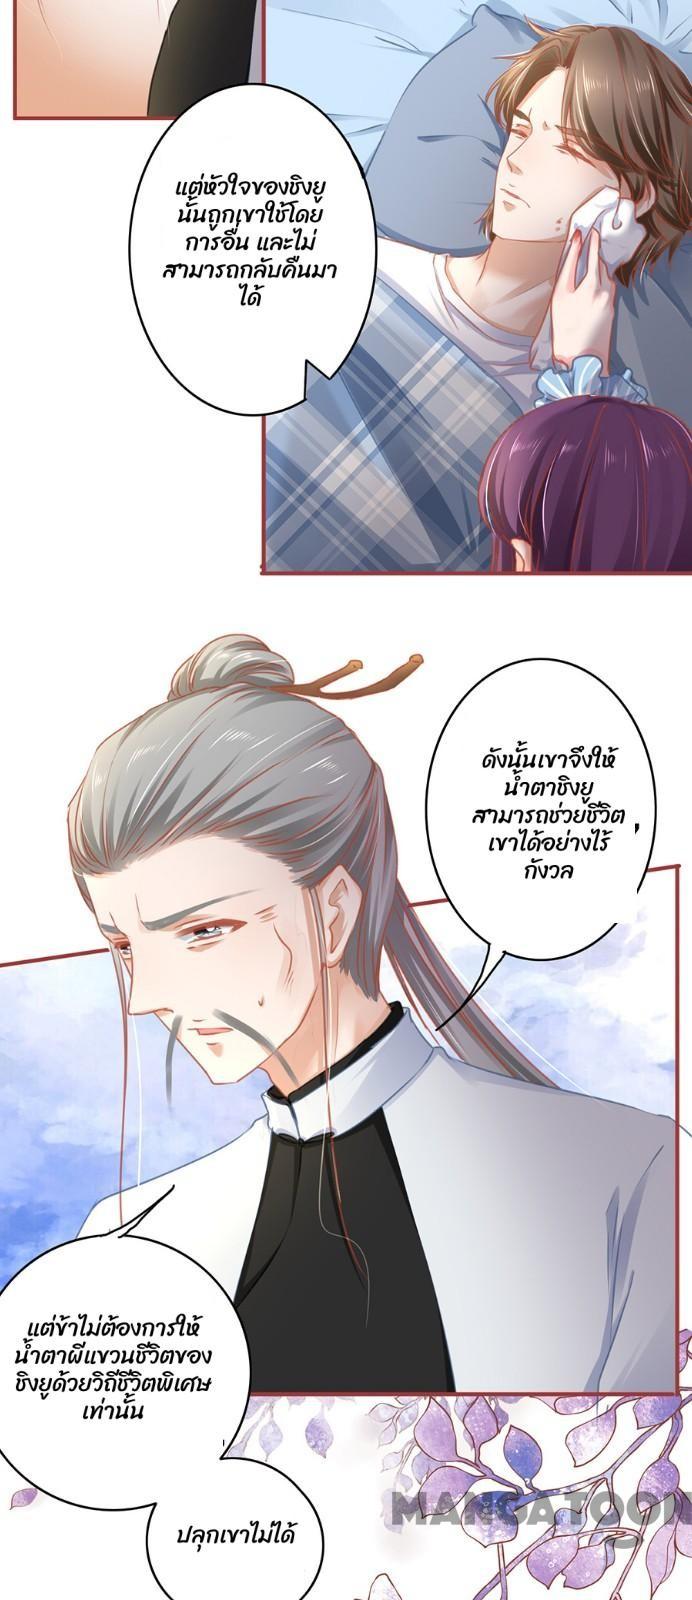 แต่หัวใจของชิงยู
นั้นถูกเขาใช้โดย
การอื่น และไม่
สามารถกลับคืนมา
ได้
ดังนั้นเขาจึงให้
น้ำตาชิงยู
สามารถช่วยชีวิต
เขาได้อย่างไร้
กังวล
แต่ข้าไม่ต้องการให้
น้ำตาผีแขวนชีวิตของ
ชิงยูด้วยวิถีชีวิตพิเศษ
เท่านั้น
ปลุกเขาไม่ได้
MANGATOON